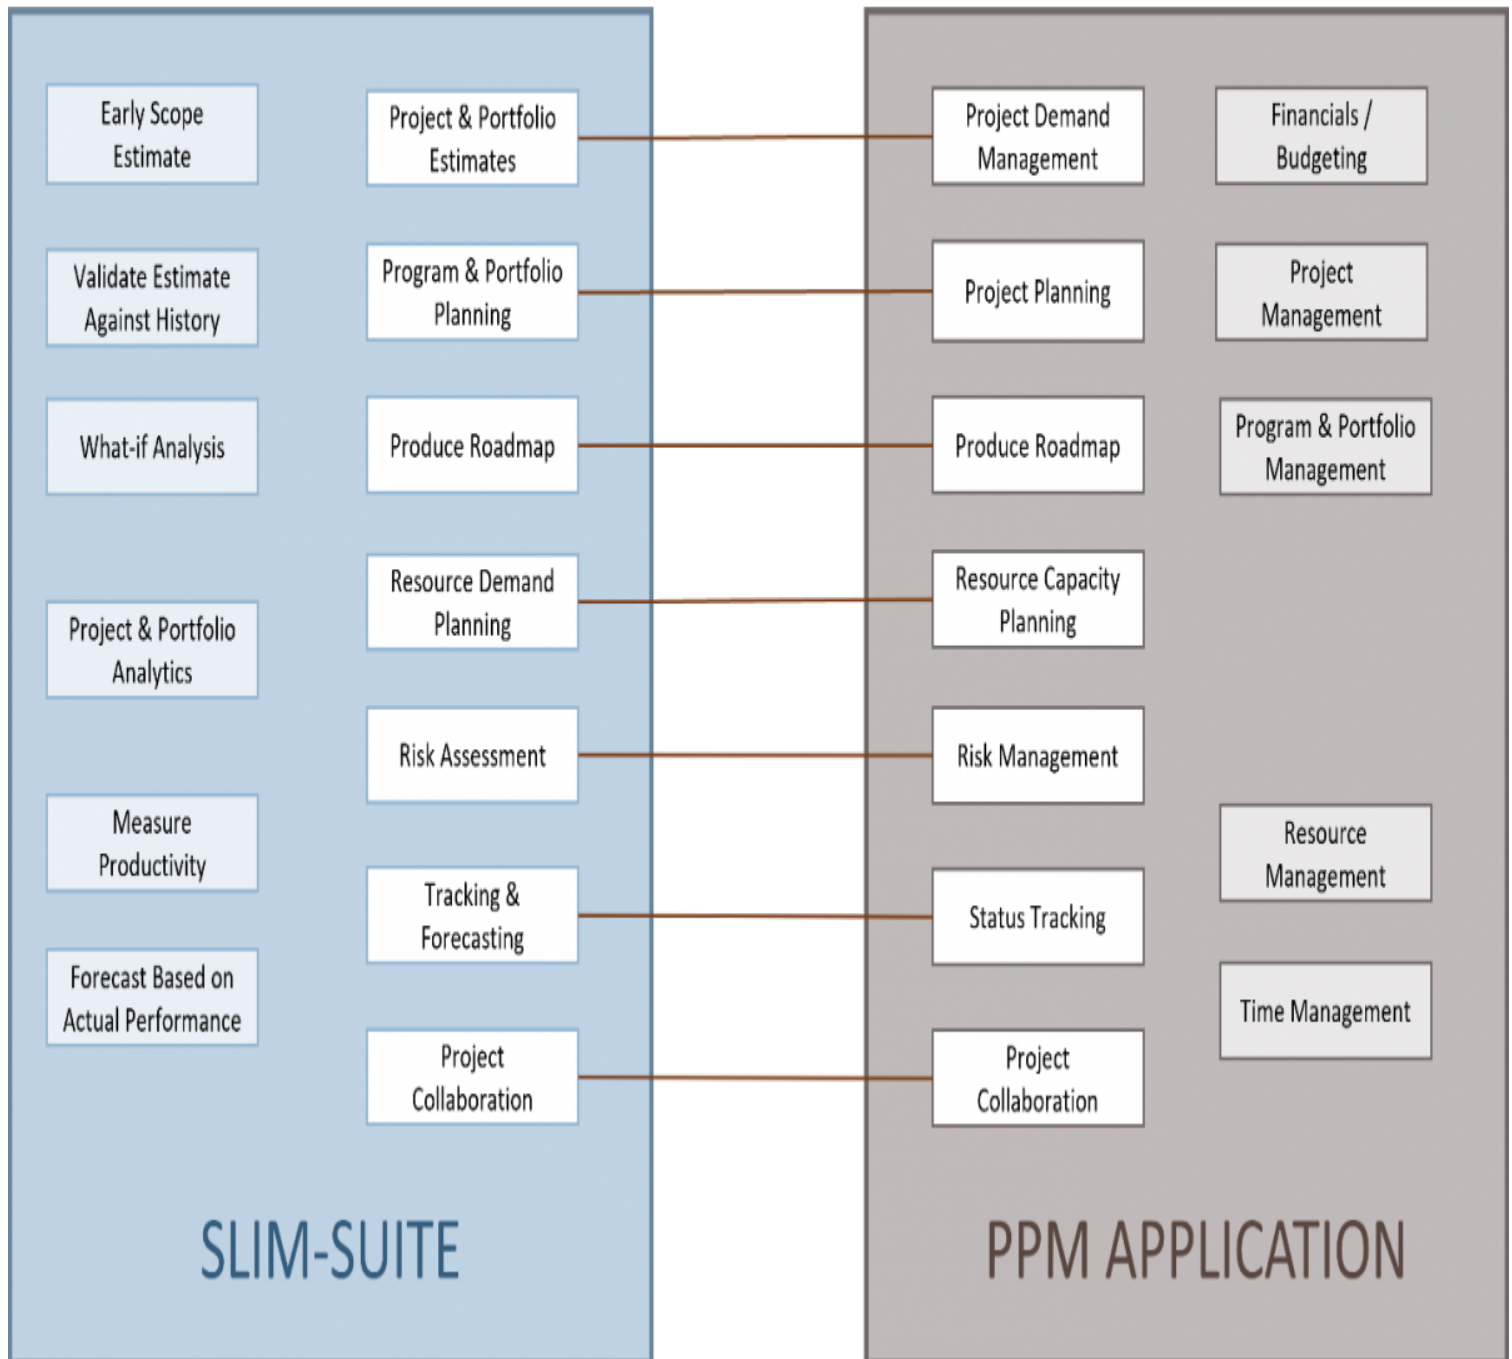 Early Scope
Estimate
Validate Estimate
Against History
What-if Analysis
Project & Portfolio
Analytics
Measure
Productivity
Forecast Based on
Actual Performance
Project & Portfolio
Estimates
Program & Portfolio
Planning
Produce Roadmap
Resource Demand
Planning
Risk Assessment
Tracking &
Forecasting
Project
Collaboration
SLIM-SUITE
Project Demand
Management
Project Planning
Produce Roadmap
Resource Capacity
Planning
Risk Management
Status Tracking
Project
Collaboration
Financials /
Budgeting
Project
Management
Program & Portfolio
Management
Resource
Management
Time Management
PPM APPLICATION